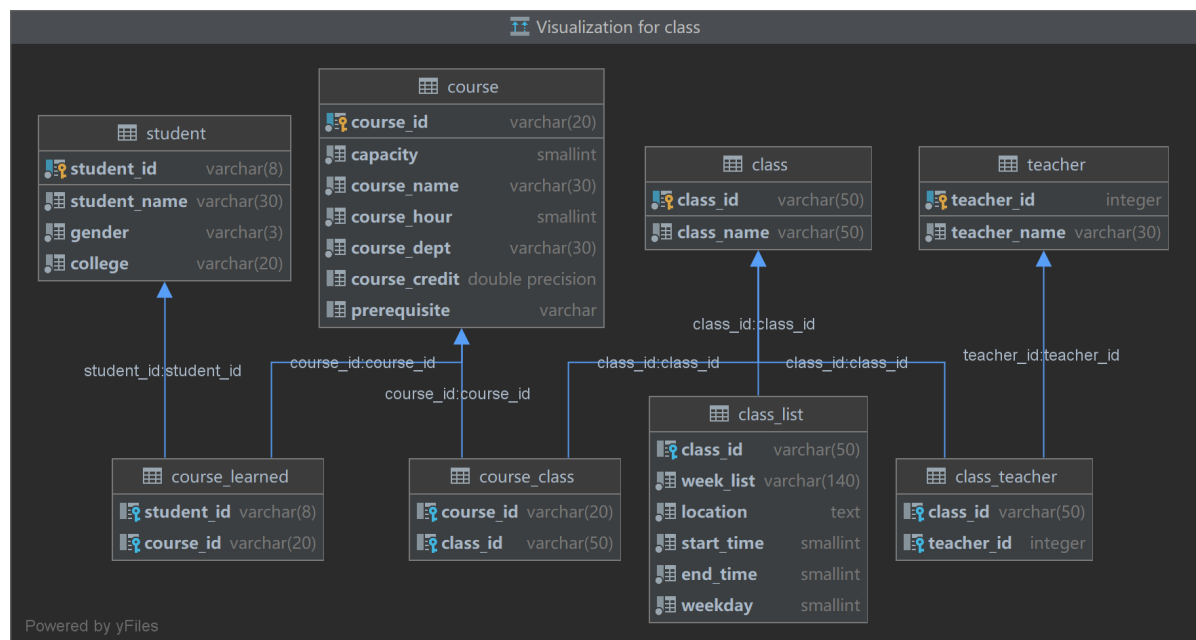 Visualization for class
student
student_id varchar(8)
student_name varchar(30)
gender varchar(3)
college varchar(20)
course
course_id varchar(20)
capacity smallint
course_name varchar(30)
course_hour smallint
course_dept varchar(30)
course_credit double precision
prerequisite varchar
class
class_id varchar(50)
class_name varchar(50)
teacher
teacher_id integer
teacher_name varchar(30)
student_id:student_id
course_id:course_id
course_id:course_id
class_id:class_id
class_id:class_id
class_id:class_id
teacher_id:teacher_id
course_learned
student_id varchar(8)
course_id varchar(20)
course_class
course_id varchar(20)
class_id varchar(50)
class_list
class_id varchar(50)
week_list varchar(140)
location text
start_time smallint
end_time smallint
weekday smallint
class_teacher
class_id varchar(50)
teacher_id integer
Powered by yFiles